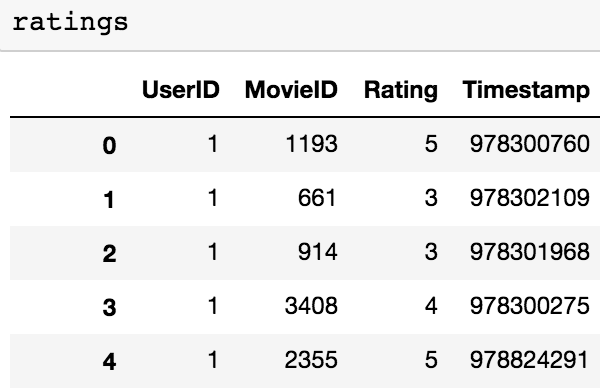 ratings
UserID MovieID Rating Timestamp
0 1 1193 5 978300760
1 1 661 3 978302109
2 1 914 3 978301968
3 1 3408 4 978300275
4 1 2355 5 978824291